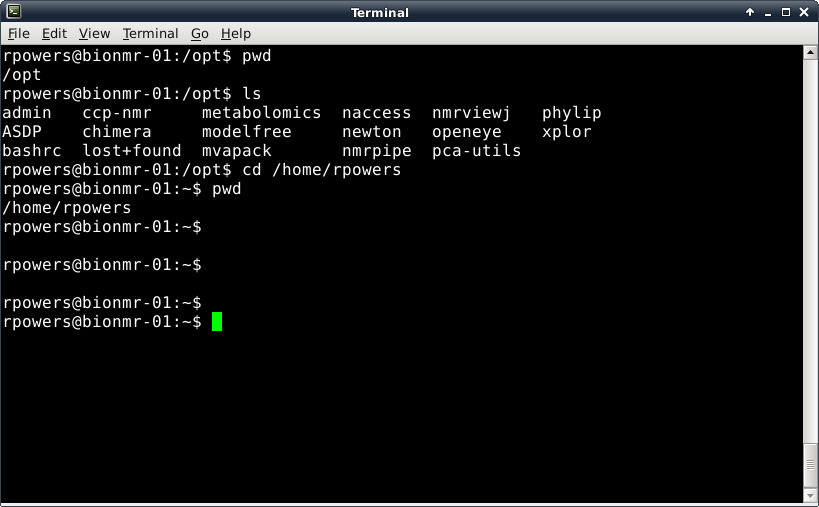 Terminal
File Edit View Terminal Go Help
rpowers@bionmr-01:/opt$ pwd
/opt
rpowers@bionmr-01:/opt$ ls
admin ccp-nmr metabolomics naccess nmrviewj phylip
ASDP chimera modelfree newton openeye xplor
bashrc lost+found mvapack nmrpipe pca-utils
rpowers@bionmr-01:/opt$ cd /home/rpowers
rpowers@bionmr-01:~$ pwd
/home/rpowers
rpowers@bionmr-01:~$
rpowers@bionmr-01:~$
rpowers@bionmr-01:~$
rpowers@bionmr-01:~$